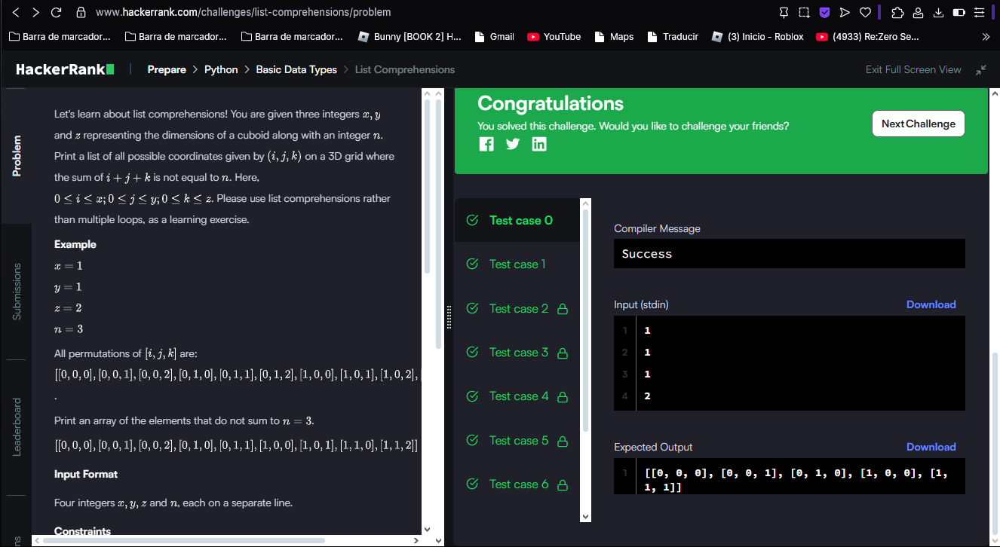 www.hackerrank.com/challenges/list-comprehensions/problem
Barra de marcador... Barra de marcador... Barra de marcador... Bunny [BOOK 2] H... Gmail YouTube Maps Traducir (3) Inicio - Roblox (4933) Re:Zero Se... »
HackerRank | Prepare > Python > Basic Data Types > List Comprehensions Exit Full Screen View
Problem
Submissions
Leaderboard
ns
Let's learn about list comprehensions! You are given three integers x, y
and z representing the dimensions of a cuboid along with an integer n.
Print a list of all possible coordinates given by (i, j, k) on a 3D grid where
the sum of i + j + k is not equal to n. Here,
0 ≤ i ≤ x; 0 ≤ j ≤ y; 0 ≤ k ≤ z. Please use list comprehensions rather
than multiple loops, as a learning exercise.
Example
x = 1
y = 1
z = 2
n = 3
All permutations of [i, j, k] are:
[[0, 0, 0], [0, 0, 1], [0, 0, 2], [0, 1, 0], [0, 1, 1], [0, 1, 2], [1, 0, 0], [1, 0, 1], [1, 0, 2],
.
Print an array of the elements that do not sum to n = 3.
[[0, 0, 0], [0, 0, 1], [0, 0, 2], [0, 1, 0], [0, 1, 1], [1, 0, 0], [1, 0, 1], [1, 1, 0], [1, 1, 2]]
Input Format
Four integers x, y, z and n, each on a separate line.
Constraints
Congratulations
You solved this challenge. Would you like to challenge your friends?
Next Challenge
Test case 0
Test case 1
Test case 2
Test case 3
Test case 4
Test case 5
Test case 6
Compiler Message
Success
Input (stdin) Download
1 1
2 1
3 1
4 2
Expected Output Download
1 [[0, 0, 0], [0, 0, 1], [0, 1, 0], [1, 0, 0], [1,
1, 1]]